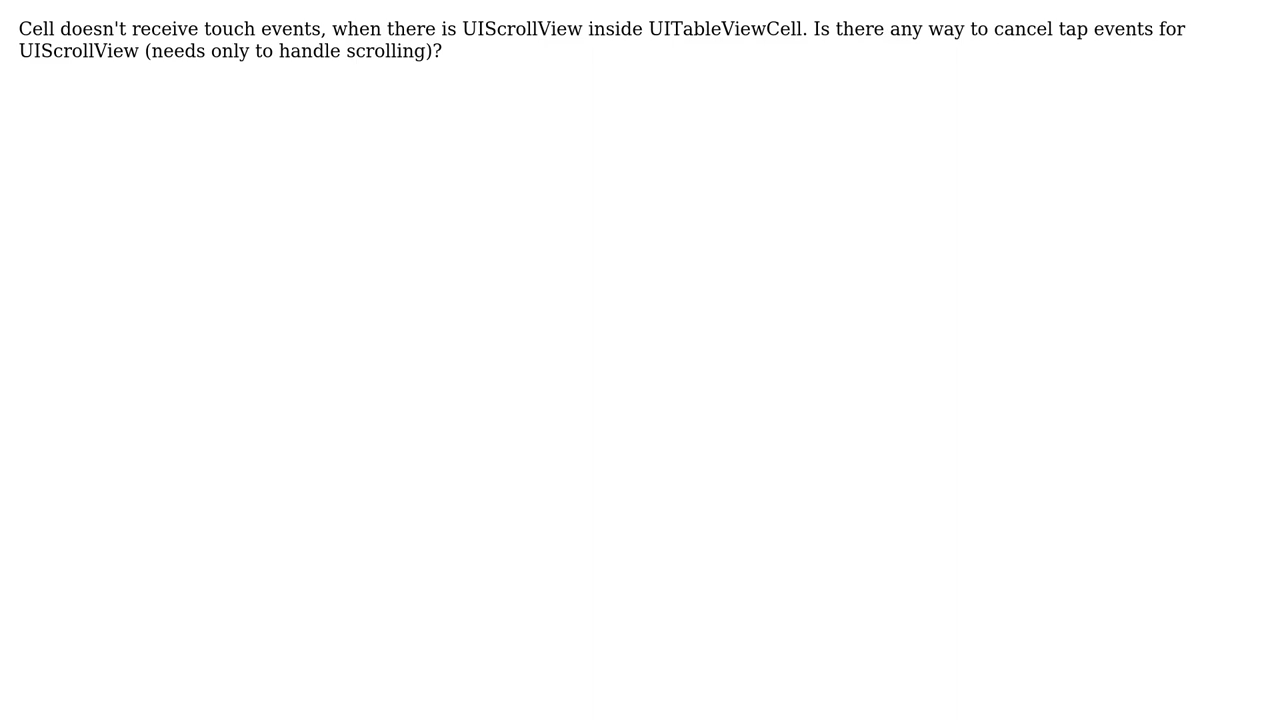 Cell doesn't receive touch events, when there is UIScrollView inside UITableViewCell. Is there any way to cancel tap events for
UIScrollView (needs only to handle scrolling)?